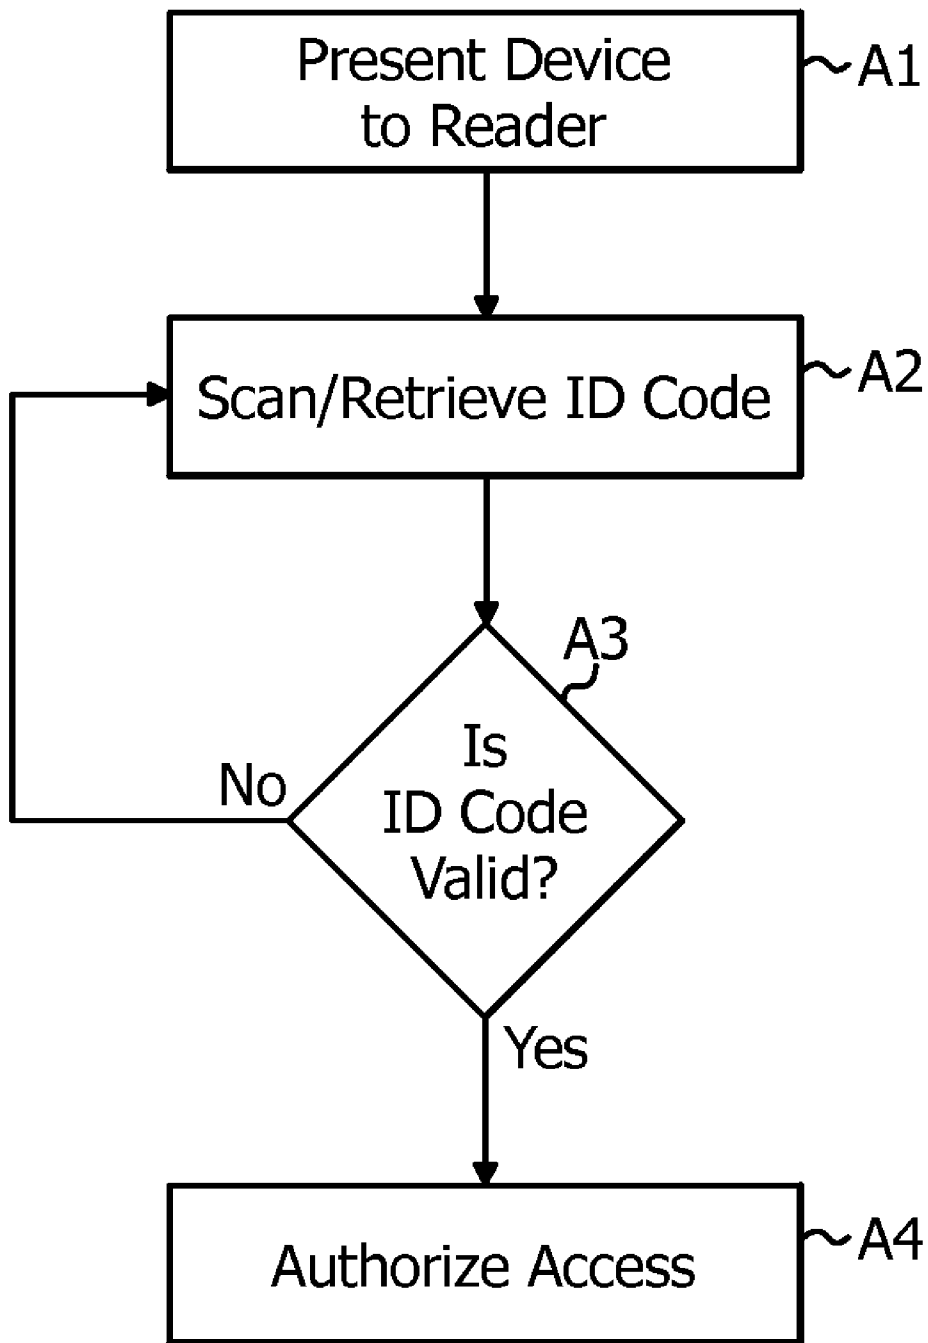 Present Device
to Reader
A1
Scan/Retrieve ID Code
A2
A3
Is
ID Code
Valid?
No
Yes
Authorize Access
A4